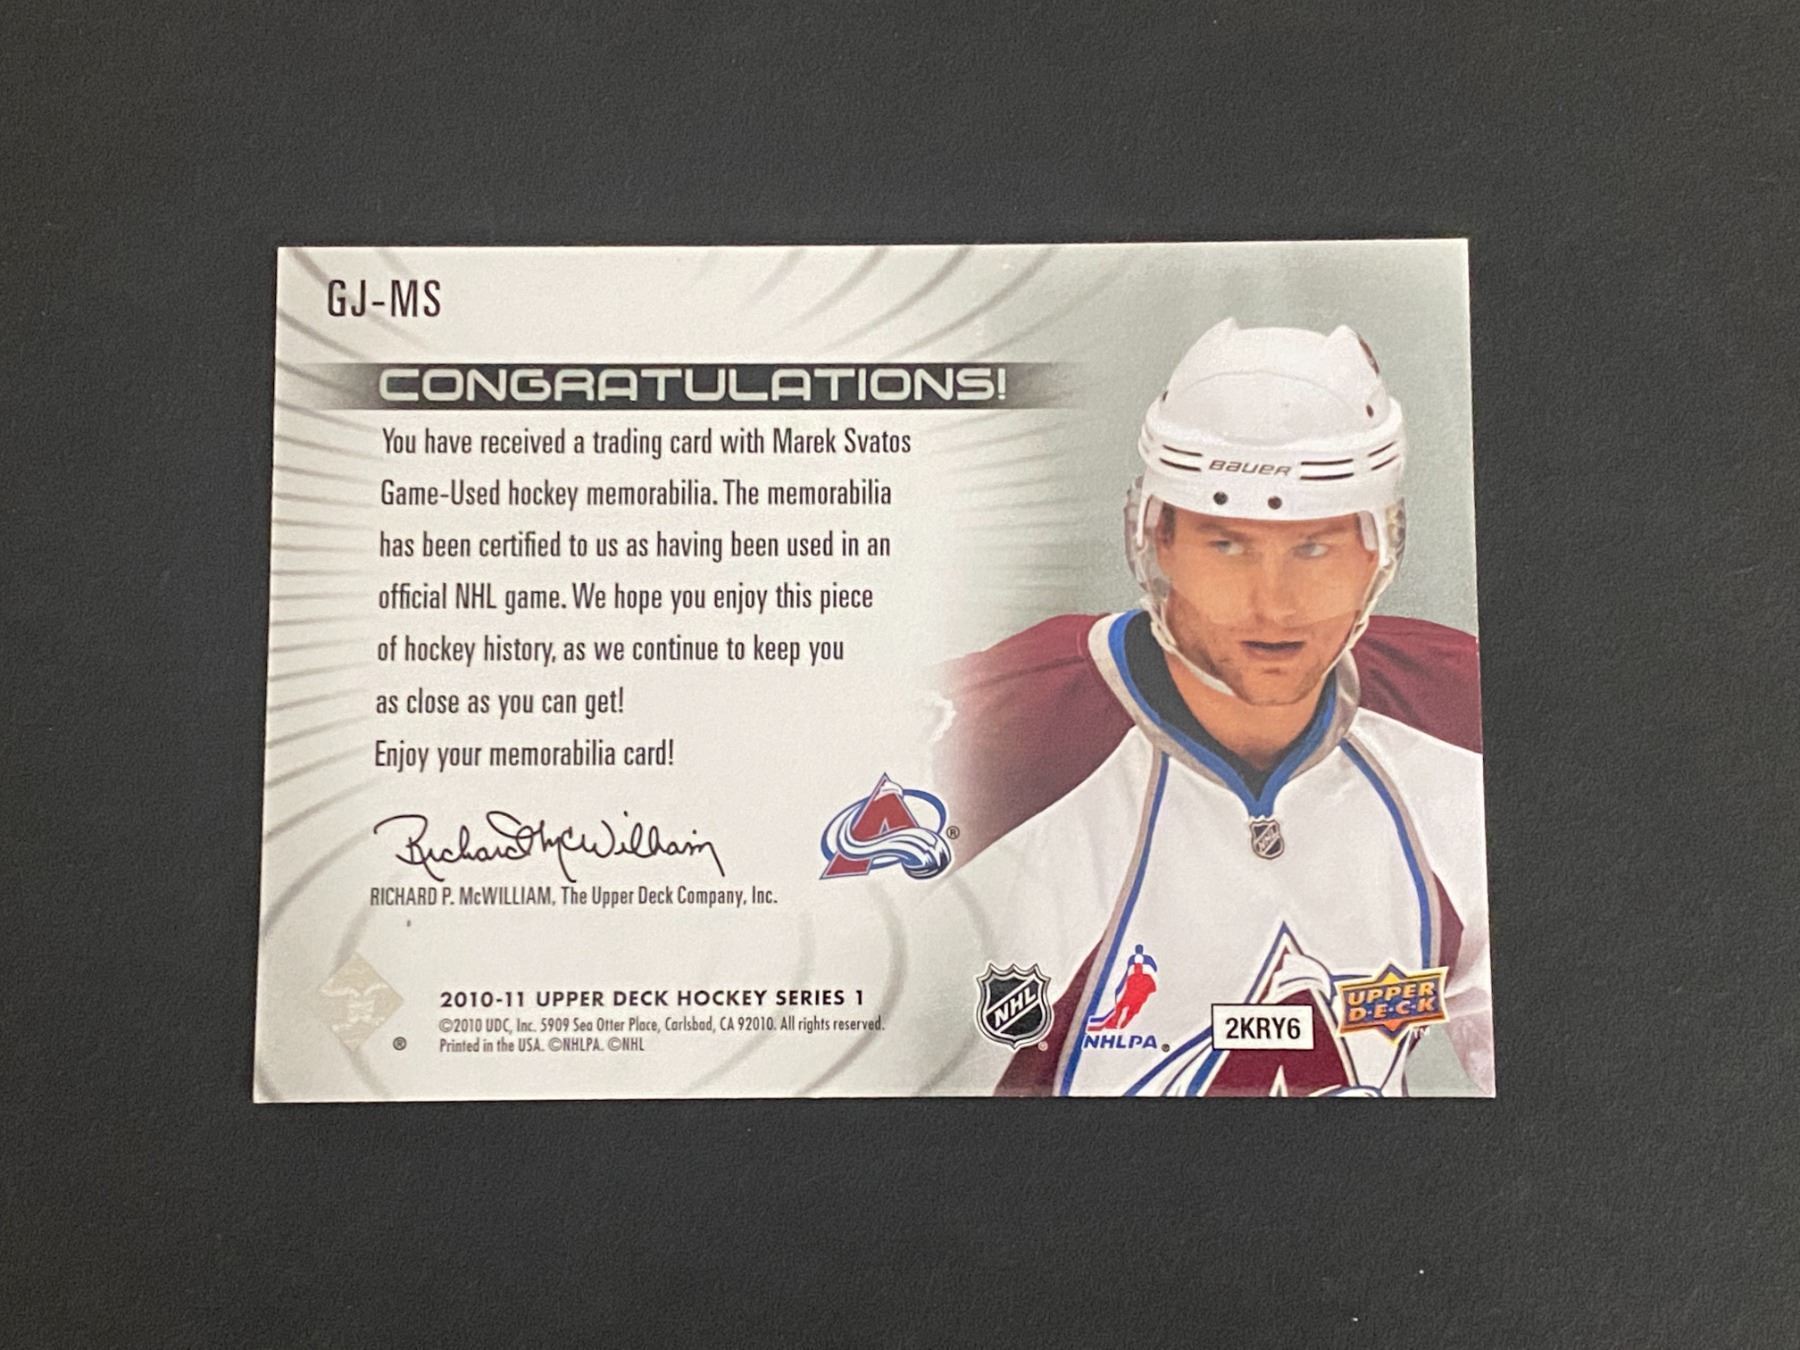 GJ-MS
CONGRATULATIONS!
You have received a trading card with Marek Svatos
Game-Used hockey memorabilia. The memorabilia
has been certified to us as having been used in an
official NHL game. We hope you enjoy this piece
of hockey history, as we continue to keep you
as close as you can get!
Enjoy your memorabilia card!
Richard McWilliam
RICHARD P. McWILLIAM, The Upper Deck Company, Inc.
2010-11 UPPER DECK HOCKEY SERIES 1
©2010 UDC, Inc. 5909 Sea Otter Place, Carlsbad, CA 92010. All rights reserved.
Printed in the USA. ©NHLPA. ©NHL
®
BAUER
®
NHL
NHL
®
NHLPA®
2KRY6
UPPER
D·E·C·K
TM